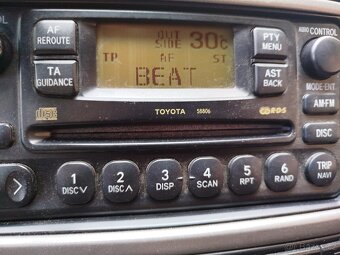 AF
REROUTE
TA
GUIDANCE
OUT
SIDE 30c
TP AF ST
BEAT
PTY
MENU
AST
BACK
AUDIO CONTROL
MODE·ENT
AM·FM
DISC
TOYOTA 58806
RDS
1
DISC∨
2
DISC∧
3
DISP
4
SCAN
5
RPT
6
RAND
TRIP
NAVI